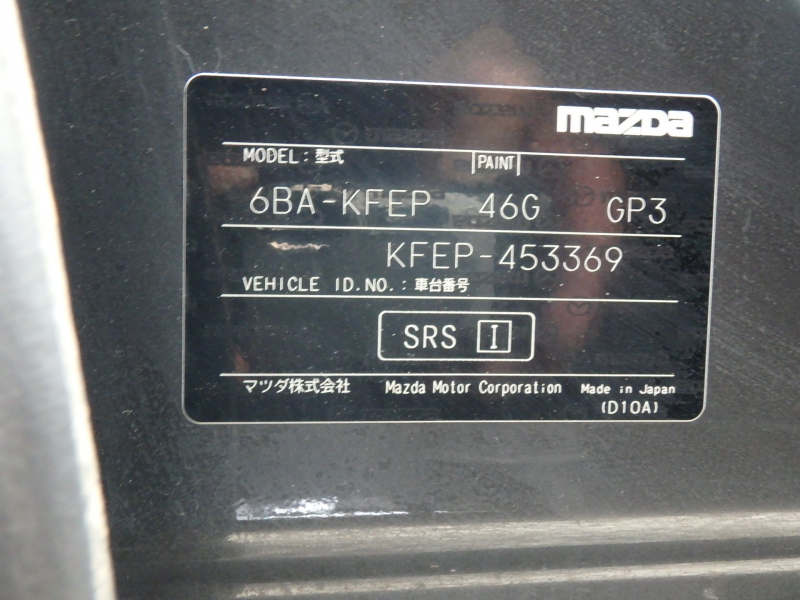 mazda
MODEL : 型式 PAINT
6BA-KFEP 46G GP3
KFEP-453369
VEHICLE ID.NO. : 車台番号
SRS I
マツダ株式会社 Mazda Motor Corporation Made in Japan
(D10A)